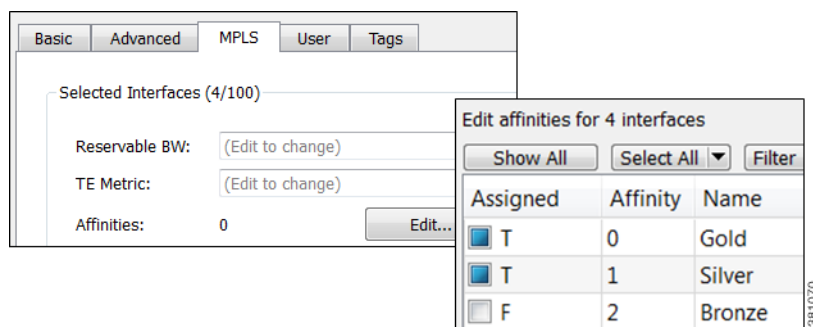 Basic Advanced MPLS User Tags
Selected Interfaces (4/100)
Reservable BW: (Edit to change)
TE Metric: (Edit to change)
Affinities: 0 Edit...
Edit affinities for 4 interfaces
Show All Select All Filter
Assigned Affinity Name
T 0 Gold
T 1 Silver
F 2 Bronze